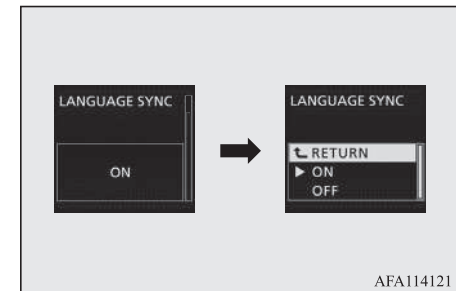 LANGUAGE SYNC
ON
LANGUAGE SYNC
RETURN
ON
OFF
AFA114121